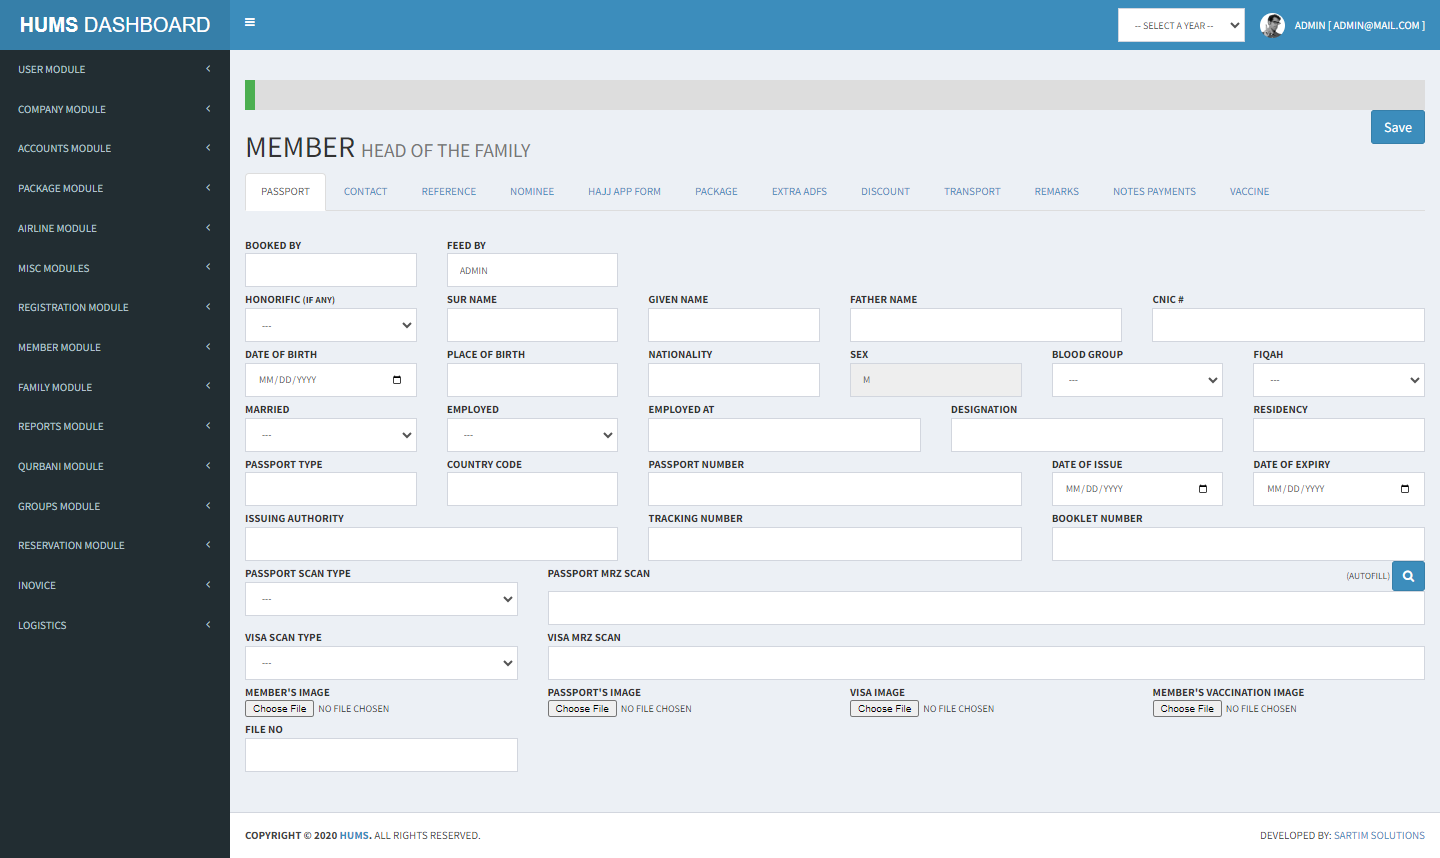 HUMS DASHBOARD
-- SELECT A YEAR --
ADMIN [ ADMIN@MAIL.COM ]
USER MODULE
COMPANY MODULE
ACCOUNTS MODULE
PACKAGE MODULE
AIRLINE MODULE
MISC MODULES
REGISTRATION MODULE
MEMBER MODULE
FAMILY MODULE
REPORTS MODULE
QURBANI MODULE
GROUPS MODULE
RESERVATION MODULE
INOVICE
LOGISTICS
Save
MEMBER HEAD OF THE FAMILY
PASSPORT CONTACT REFERENCE NOMINEE HAJJ APP FORM PACKAGE EXTRA ADFS DISCOUNT TRANSPORT REMARKS NOTES PAYMENTS VACCINE
BOOKED BY FEED BY
ADMIN
HONORIFIC (IF ANY) SUR NAME GIVEN NAME FATHER NAME CNIC #
---
DATE OF BIRTH PLACE OF BIRTH NATIONALITY SEX BLOOD GROUP FIQAH
MM/DD/YYYY M --- ---
MARRIED EMPLOYED EMPLOYED AT DESIGNATION RESIDENCY
--- ---
PASSPORT TYPE COUNTRY CODE PASSPORT NUMBER DATE OF ISSUE DATE OF EXPIRY
MM/DD/YYYY MM/DD/YYYY
ISSUING AUTHORITY TRACKING NUMBER BOOKLET NUMBER
PASSPORT SCAN TYPE PASSPORT MRZ SCAN (AUTOFILL)
---
VISA SCAN TYPE VISA MRZ SCAN
---
MEMBER'S IMAGE PASSPORT'S IMAGE VISA IMAGE MEMBER'S VACCINATION IMAGE
Choose File NO FILE CHOSEN Choose File NO FILE CHOSEN Choose File NO FILE CHOSEN Choose File NO FILE CHOSEN
FILE NO
COPYRIGHT © 2020 HUMS. ALL RIGHTS RESERVED. DEVELOPED BY: SARTIM SOLUTIONS